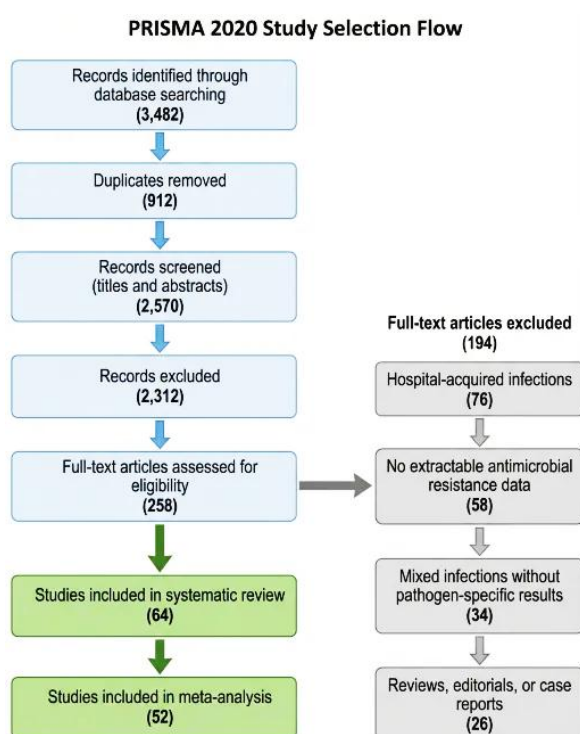 PRISMA 2020 Study Selection Flow
Records identified through
database searching
(3,482)
Duplicates removed
(912)
Records screened
(titles and abstracts)
(2,570)
Records excluded
(2,312)
Full-text articles assessed for
eligibility
(258)
Studies included in systematic review
(64)
Studies included in meta-analysis
(52)
Full-text articles excluded
(194)
Hospital-acquired infections
(76)
No extractable antimicrobial
resistance data
(58)
Mixed infections without
pathogen-specific results
(34)
Reviews, editorials, or case
reports
(26)